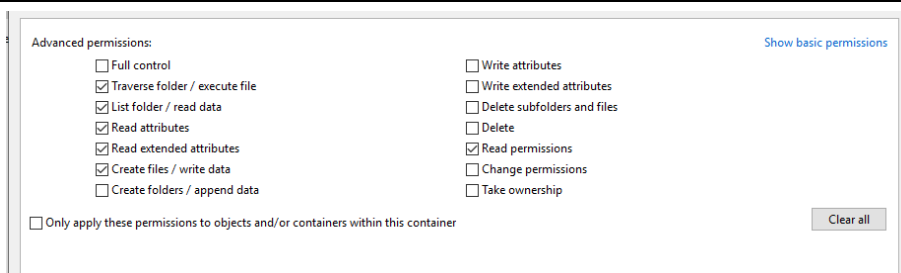 Advanced permissions:
Show basic permissions
Full control
Traverse folder / execute file
List folder / read data
Read attributes
Read extended attributes
Create files / write data
Create folders / append data
Write attributes
Write extended attributes
Delete subfolders and files
Delete
Read permissions
Change permissions
Take ownership
Only apply these permissions to objects and/or containers within this container
Clear all